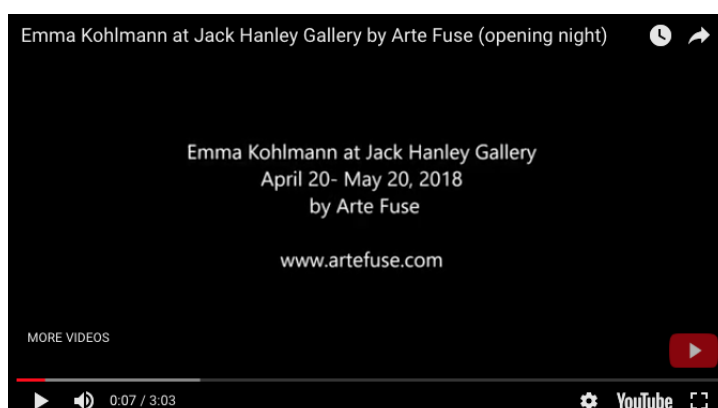 Emma Kohlmann at Jack Hanley Gallery by Arte Fuse (opening night)
Emma Kohlmann at Jack Hanley Gallery
April 20- May 20, 2018
by Arte Fuse
www.artefuse.com
MORE VIDEOS
0:07 / 3:03
YouTube